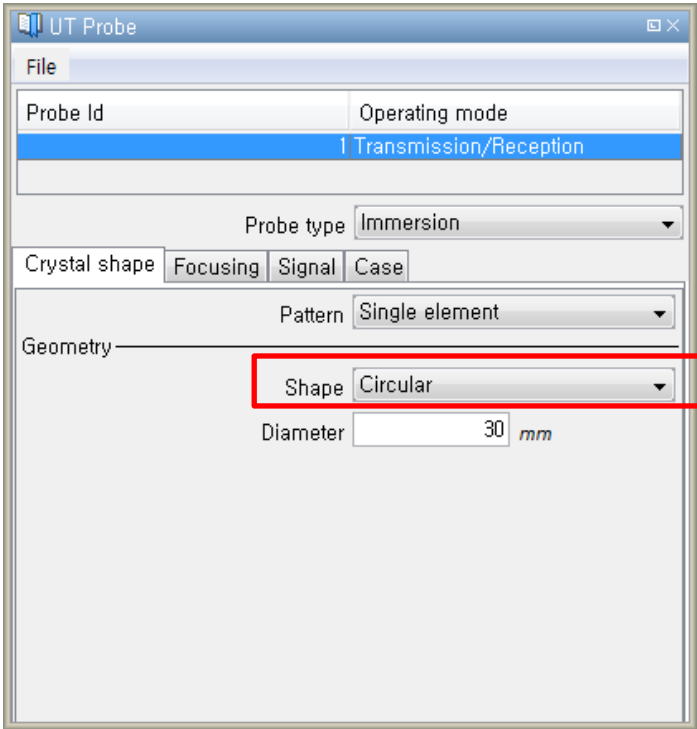 UT Probe
File
Probe Id Operating mode
1 Transmission/Reception
Probe type Immersion
Crystal shape Focusing Signal Case
Pattern Single element
Geometry
Shape Circular
Diameter 30 mm